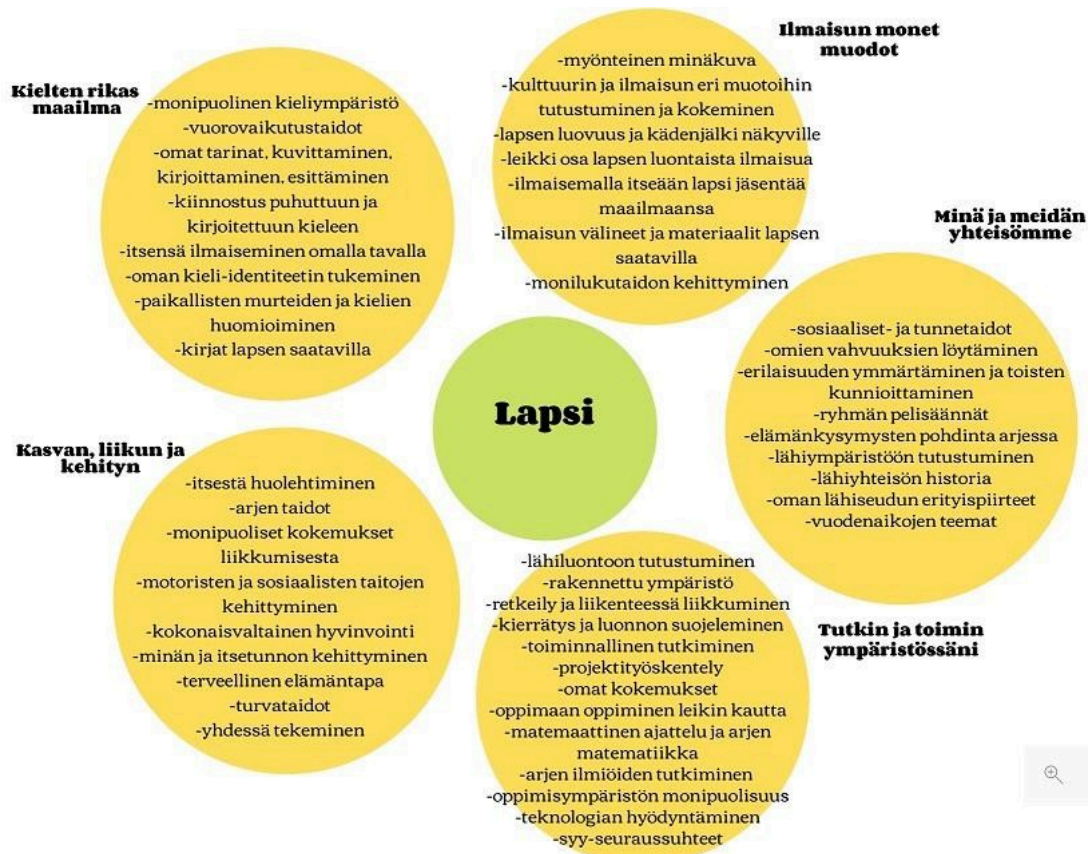 Kielten rikas
maailma
-monipuolinen kieliympäristö
-vuorovaikutustaidot
-omat tarinat, kuvittaminen,
kirjoittaminen, esittäminen
-kiinnostus puhuttuun ja
kirjoitettuun kieleen
-itsensä ilmaiseminen omalla tavalla
-oman kieli-identiteetin tukeminen
-paikallisten murteiden ja kielien
huomioiminen
-kirjat lapsen saatavilla
Ilmaisun monet
muodot
-myönteinen minäkuva
-kulttuurin ja ilmaisun eri muotoihin
tutustuminen ja kokeminen
-lapsen luovuus ja kädenjälki näkyville
-leikki osa lapsen luontaista ilmaisua
-ilmaisemalla itseään lapsi jäsentää
maailmaansa
-ilmaisun välineet ja materiaalit lapsen
saatavilla
-monilukutaidon kehittyminen
Minä ja meidän
yhteisömme
-sosiaaliset- ja tunnetaidot
-omien vahvuuksien löytäminen
-erilaisuuden ymmärtäminen ja toisten
kunnioittaminen
-ryhmän pelisäännät
-elämänkysymysten pohdinta arjessa
-lähiympäristöön tutustuminen
-lähiyhteisön historia
-oman lähiseudun erityispiirteet
-vuodenaikojen teemat
Lapsi
Kasvan, liikun ja
kehityn
-itsestä huolehtiminen
-arjen taidot
-monipuoliset kokemukset
liikkumisesta
-motoristen ja sosiaalisten taitojen
kehittyminen
-kokonaisvaltainen hyvinvointi
-minän ja itsetunnon kehittyminen
-terveellinen elämäntapa
-turvataidot
-yhdessä tekeminen
Tutkin ja toimin
ympäristössäni
-lähiluontoon tutustuminen
-rakennettu ympäristö
-retkeily ja liikenteessä liikkuminen
-kierrätys ja luonnon suojeleminen
-toiminnallinen tutkiminen
-projektityöskentely
-omat kokemukset
-oppimaan oppiminen leikin kautta
-matemaattinen ajattelu ja arjen
matematiikka
-arjen ilmiöiden tutkiminen
-oppimisympäristön monipuolisuus
-teknologian hyödyntäminen
-syy-seuraussuhteet